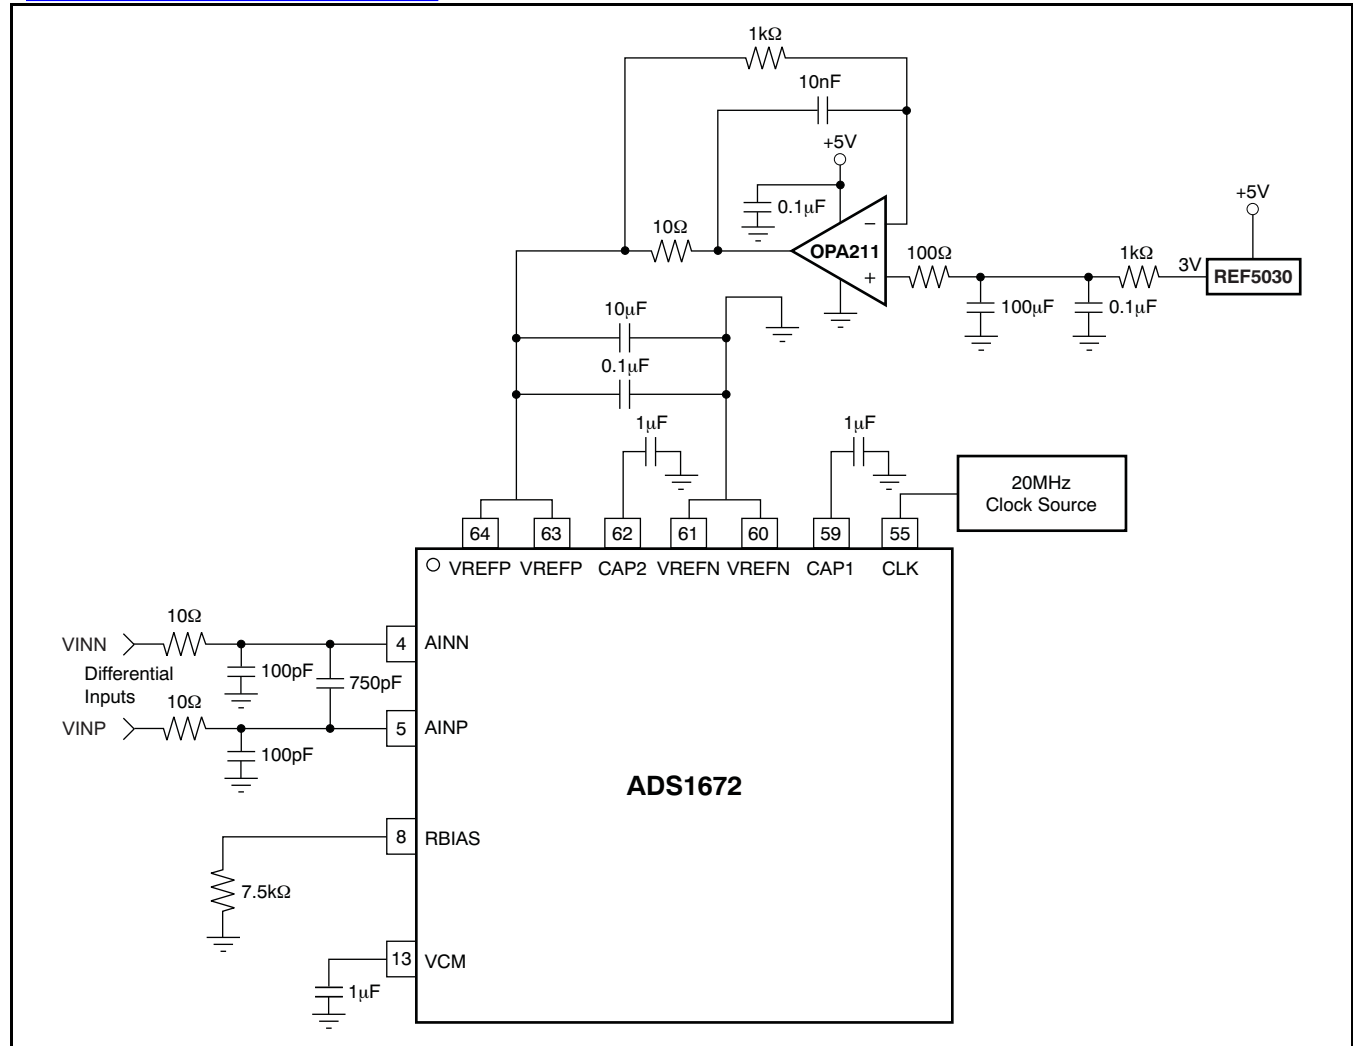 1kΩ
10nF
+5V
0.1μF
+5V
10Ω
OPA211
−
+
100Ω
1kΩ
3V
REF5030
100μF
0.1μF
10μF
0.1μF
1μF
1μF
20MHz
Clock Source
64
63
62
61
60
59
55
VREFP
VREFP
CAP2
VREFN
VREFN
CAP1
CLK
10Ω
VINN
4
AINN
100pF
750pF
Differential
Inputs
10Ω
VINP
5
AINP
100pF
ADS1672
8
RBIAS
7.5kΩ
13
VCM
1μF